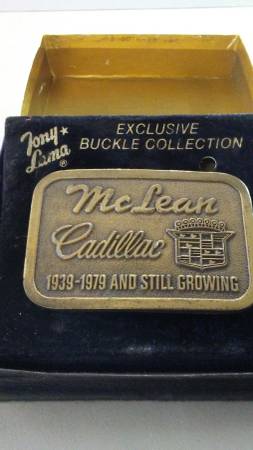 Tony
Lama®
EXCLUSIVE
BUCKLE COLLECTION
McLean
Cadillac
1939-1979 AND STILL GROWING